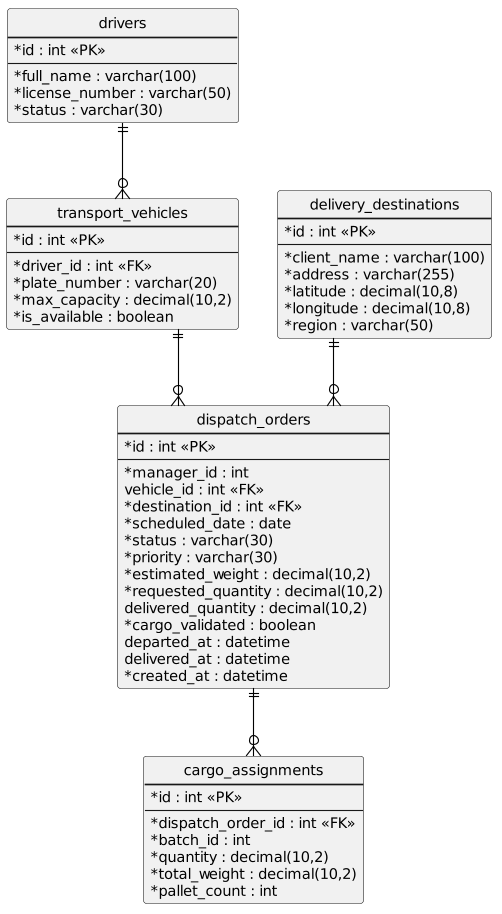 drivers
*id : int «PK»
*full_name : varchar(100)
*license_number : varchar(50)
*status : varchar(30)
transport_vehicles
*id : int «PK»
*driver_id : int «FK»
*plate_number : varchar(20)
*max_capacity : decimal(10,2)
*is_available : boolean
delivery_destinations
*id : int «PK»
*client_name : varchar(100)
*address : varchar(255)
*latitude : decimal(10,8)
*longitude : decimal(10,8)
*region : varchar(50)
dispatch_orders
*id : int «PK»
*manager_id : int
vehicle_id : int «FK»
*destination_id : int «FK»
*scheduled_date : date
*status : varchar(30)
*priority : varchar(30)
*estimated_weight : decimal(10,2)
*requested_quantity : decimal(10,2)
delivered_quantity : decimal(10,2)
*cargo_validated : boolean
departed_at : datetime
delivered_at : datetime
*created_at : datetime
cargo_assignments
*id : int «PK»
*dispatch_order_id : int «FK»
*batch_id : int
*quantity : decimal(10,2)
*total_weight : decimal(10,2)
*pallet_count : int